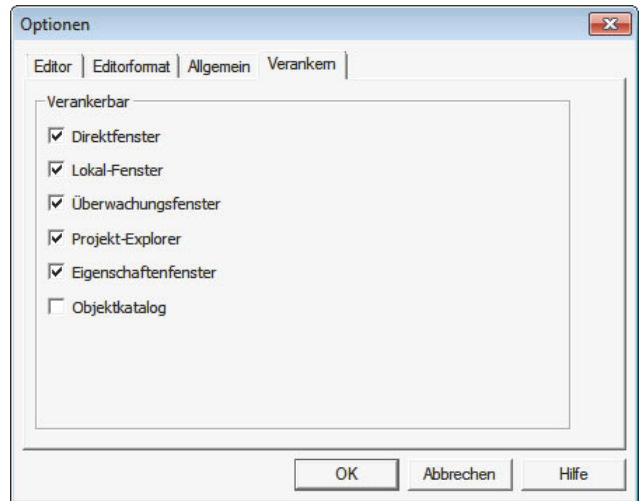 Optionen
Editor Editorformat Allgemein Verankern
Verankerbar
Direktfenster
Lokal-Fenster
Überwachungsfenster
Projekt-Explorer
Eigenschaftenfenster
Objektkatalog
OK Abbrechen Hilfe